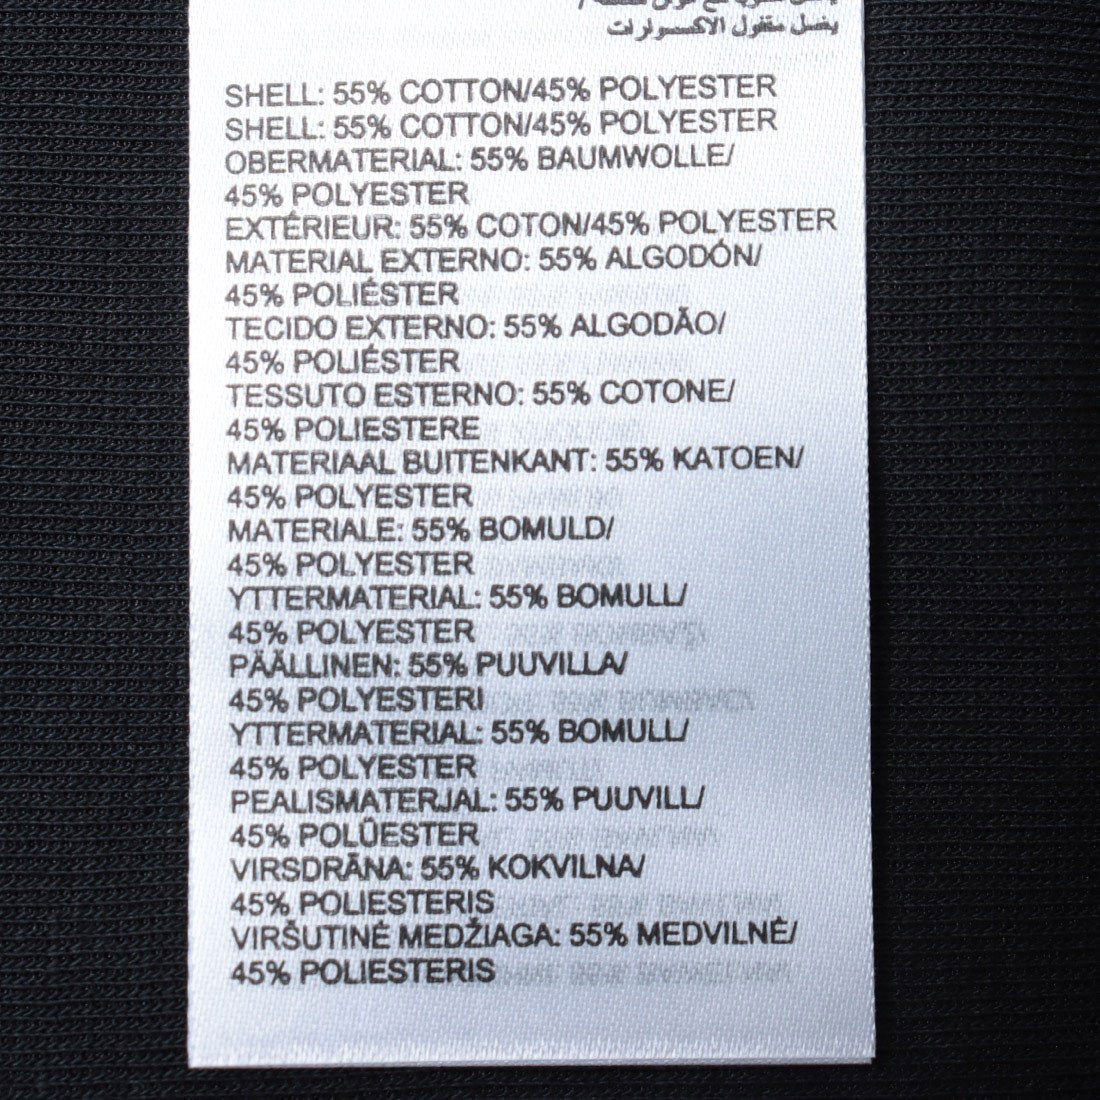 يغسل مقفول الاكسسوارات
SHELL: 55% COTTON/45% POLYESTER
SHELL: 55% COTTON/45% POLYESTER
OBERMATERIAL: 55% BAUMWOLLE/
45% POLYESTER
EXTÉRIEUR: 55% COTON/45% POLYESTER
MATERIAL EXTERNO: 55% ALGODÓN/
45% POLIÉSTER
TECIDO EXTERNO: 55% ALGODÃO/
45% POLIÉSTER
TESSUTO ESTERNO: 55% COTONE/
45% POLIESTERE
MATERIAAL BUITENKANT: 55% KATOEN/
45% POLYESTER
MATERIALE: 55% BOMULD/
45% POLYESTER
YTTERMATERIAL: 55% BOMULL/
45% POLYESTER
PÄÄLLINEN: 55% PUUVILLA/
45% POLYESTERI
YTTERMATERIAL: 55% BOMULL/
45% POLYESTER
PEALISMATERJAL: 55% PUUVILL/
45% POLÜESTER
VIRSDRĀNA: 55% KOKVILNA/
45% POLIESTERIS
VIRŠUTINĖ MEDŽIAGA: 55% MEDVILNĖ/
45% POLIESTERIS